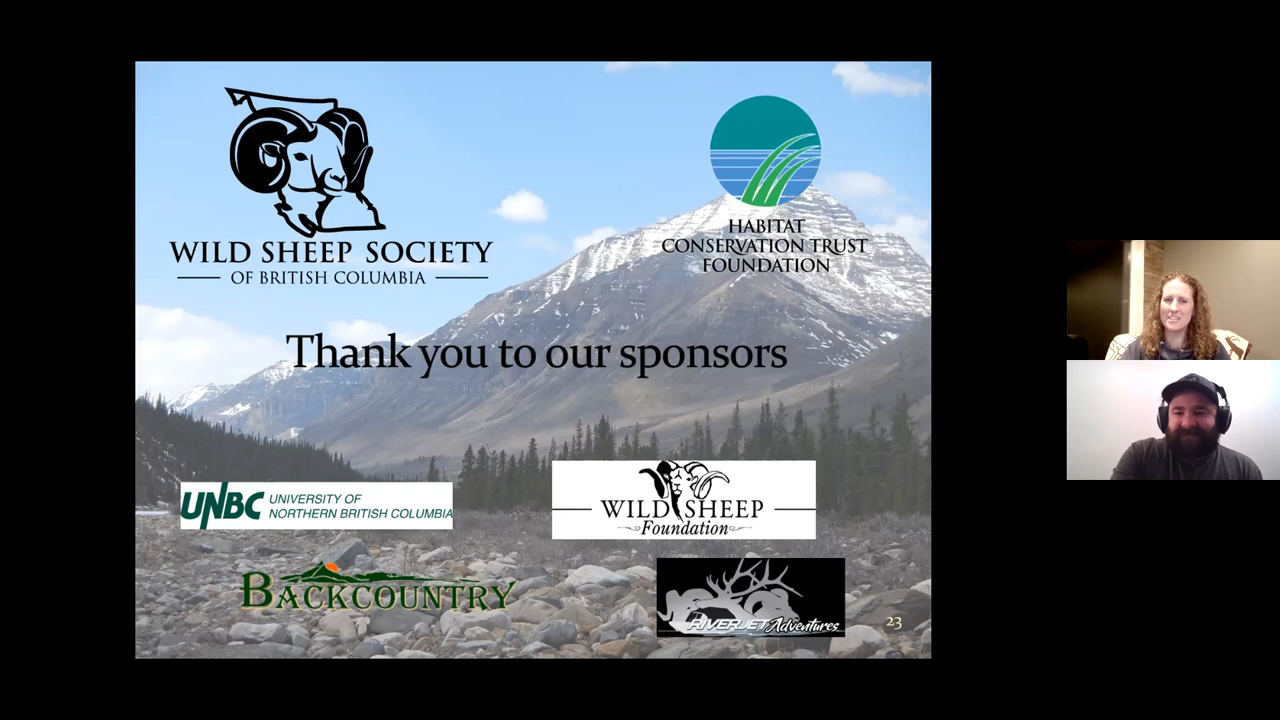 WILD SHEEP SOCIETY
OF BRITISH COLUMBIA
HABITAT
CONSERVATION TRUST
FOUNDATION
Thank you to our sponsors
UNBC UNIVERSITY OF
NORTHERN BRITISH COLUMBIA
WILD SHEEP
Foundation
BACKCOUNTRY
RIVERJET Adventures
23